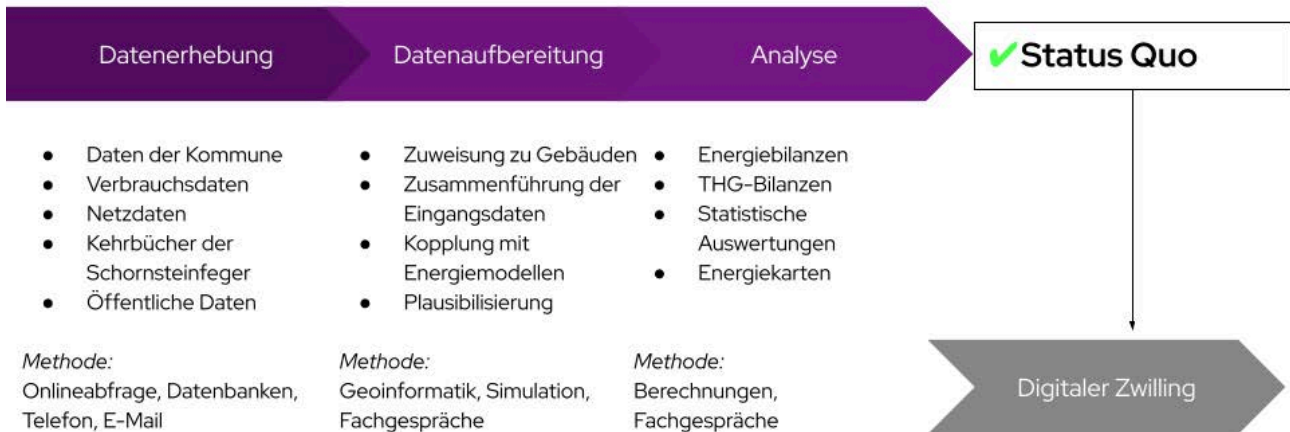 Datenerhebung
Datenaufbereitung
Analyse
✔Status Quo
● Daten der Kommune
● Verbrauchsdaten
● Netzdaten
● Kehrbücher der
Schornsteinfeger
● Öffentliche Daten
Methode:
Onlineabfrage, Datenbanken,
Telefon, E-Mail
● Zuweisung zu Gebäuden
● Zusammenführung der
Eingangsdaten
● Kopplung mit
Energiemodellen
● Plausibilisierung
Methode:
Geoinformatik, Simulation,
Fachgespräche
● Energiebilanzen
● THG-Bilanzen
● Statistische
Auswertungen
● Energiekarten
Methode:
Berechnungen,
Fachgespräche
Digitaler Zwilling